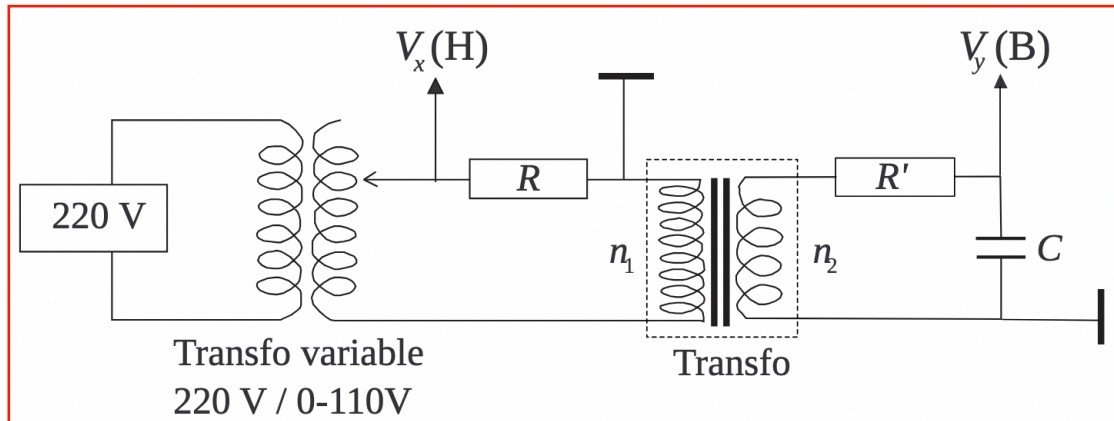 Vx (H)
Vy (B)
220 V
R
R'
n1
n2
C
Transfo variable
220 V / 0-110V
Transfo